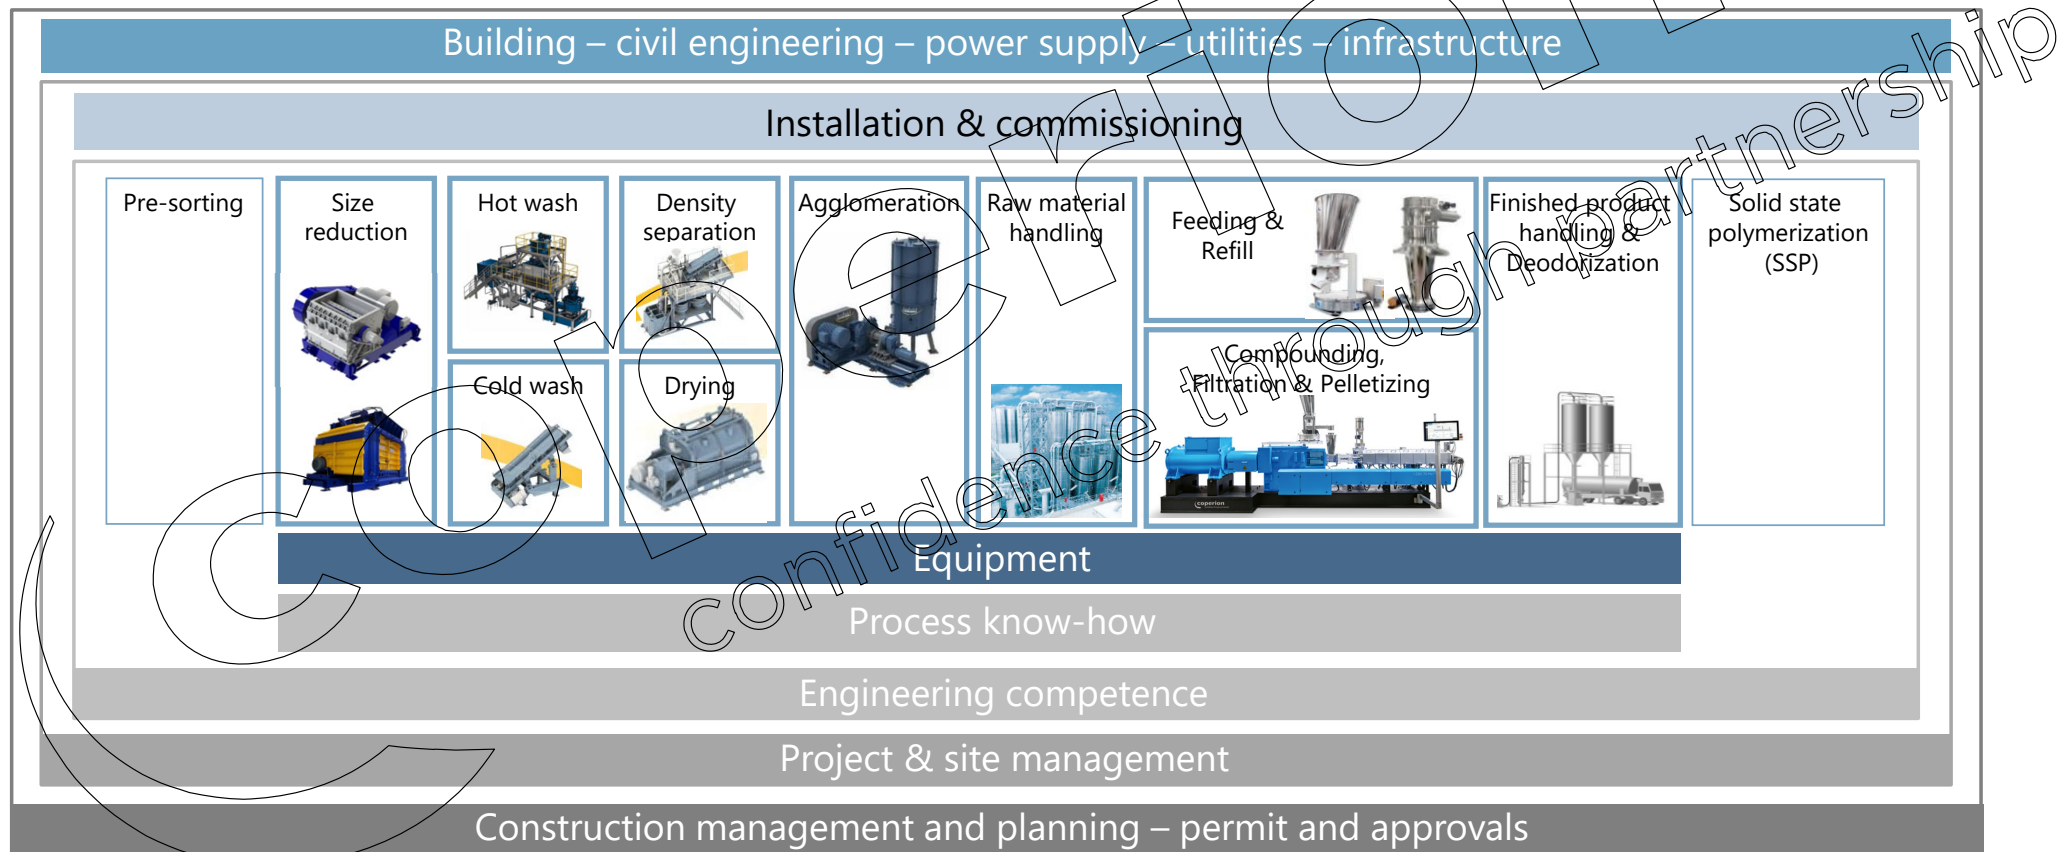 Building – civil engineering – power supply – utilities – infrastructure
Installation & commissioning
Pre-sorting
Size
reduction
Hot wash
Cold wash
Density
separation
Drying
Agglomeration
Raw material
handling
Feeding &
Refill
Compounding,
Filtration & Pelletizing
coperion
Finished product
handling &
Deodorization
Solid state
polymerization
(SSP)
Equipment
Process know-how
Engineering competence
Project & site management
Construction management and planning – permit and approvals
coperion
confidence through partnership